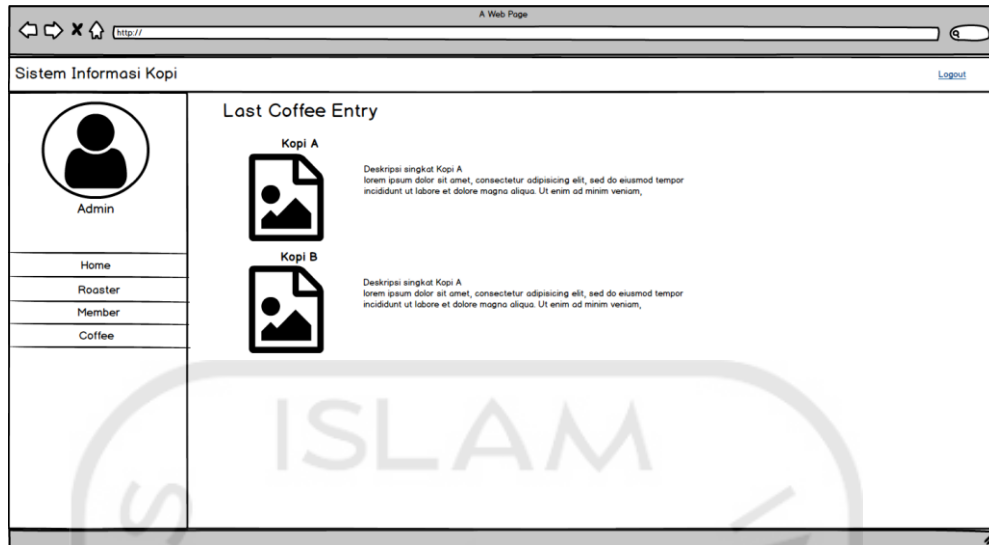 A Web Page
http://
Sistem Informasi Kopi
Logout
Admin
Home
Roaster
Member
Coffee
Last Coffee Entry
Kopi A
Deskripsi singkat Kopi A
lorem ipsum dolor sit amet, consectetur adipisicing elit, sed do eiusmod tempor
incididunt ut labore et dolore magna aliqua. Ut enim ad minim veniam,
Kopi B
Deskripsi singkat Kopi A
lorem ipsum dolor sit amet, consectetur adipisicing elit, sed do eiusmod tempor
incididunt ut labore et dolore magna aliqua. Ut enim ad minim veniam,
ISLAM